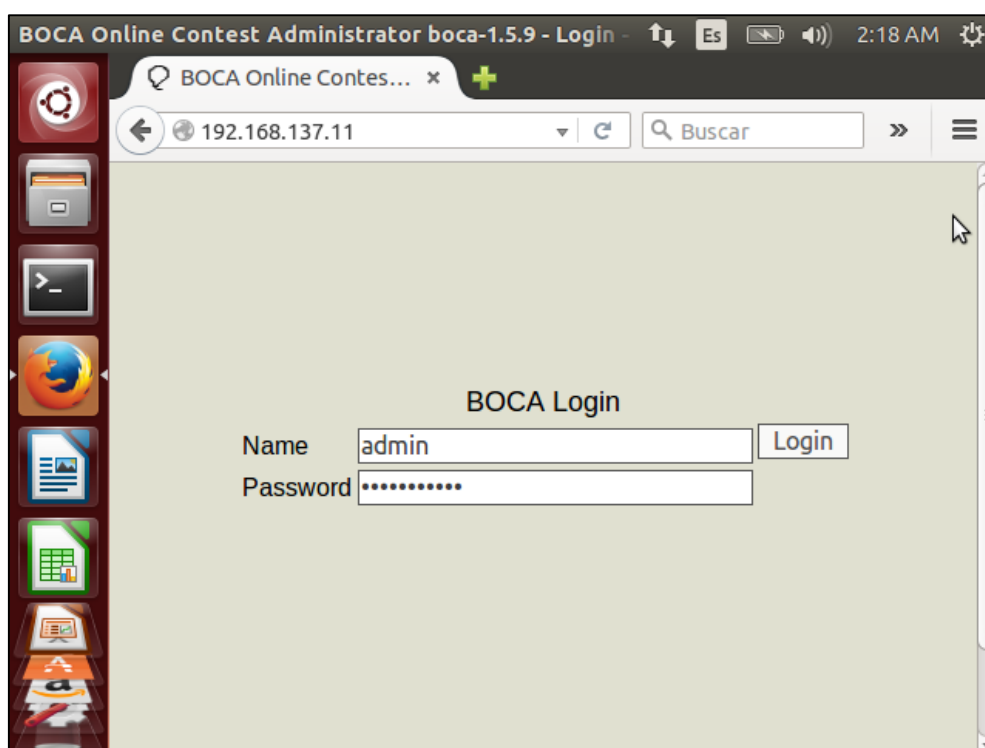 BOCA Online Contest Administrator boca-1.5.9 - Login - Es 2:18 AM
BOCA Online Contes...
192.168.137.11 Buscar
BOCA Login
Name admin Login
Password •••••••••••